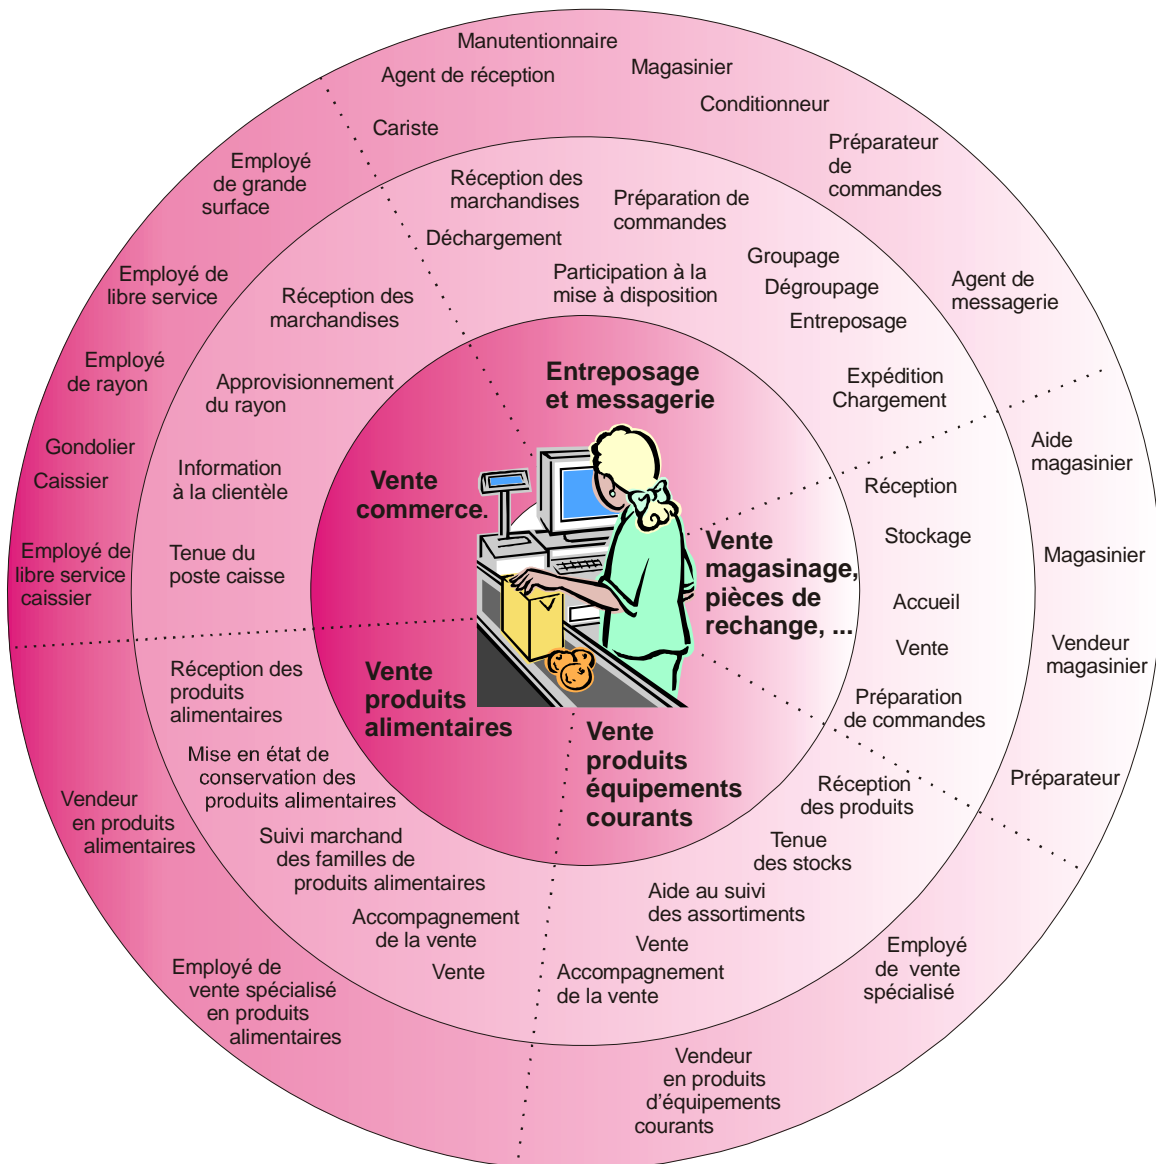 Manutentionnaire
Agent de réception
Magasinier
Conditionneur
Cariste
Préparateur
de
commandes
Agent de
messagerie
Employé
de grande
surface
Employé de
libre service
Employé
de rayon
Gondolier
Caissier
Employé de
libre service
caissier
Réception des
marchandises
Déchargement
Préparation de
commandes
Participation à la
mise à disposition
Groupage
Dégroupage
Entreposage
Expédition
Chargement
Réception des
marchandises
Approvisionnement
du rayon
Information
à la clientèle
Tenue du
poste caisse
Entreposage
et messagerie
Vente
commerce.
Vente
magasinage,
pièces de
rechange, ...
Vente
produits
alimentaires
Vente
produits
équipements
courants
Réception
Stockage
Accueil
Vente
Préparation
de commandes
Aide
magasinier
Magasinier
Vendeur
magasinier
Préparateur
Réception des
produits
alimentaires
Mise en état de
conservation des
produits alimentaires
Suivi marchand
des familles de
produits alimentaires
Accompagnement
de la vente
Vente
Vendeur
en produits
alimentaires
Employé de
vente spécialisé
en produits
alimentaires
Réception
des produits
Tenue
des stocks
Aide au suivi
des assortiments
Vente
Accompagnement
de la vente
Employé
de vente
spécialisé
Vendeur
en produits
d'équipements
courants